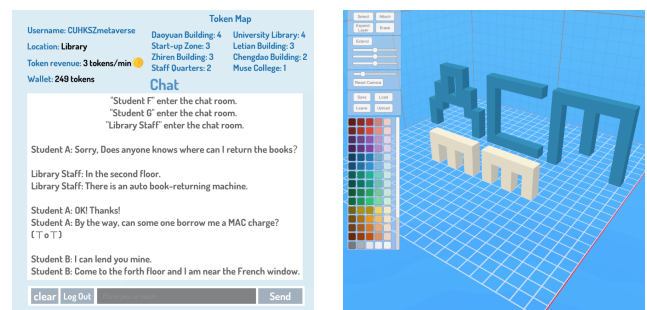 Token Map
Username: CUHKSZmetaverse
Location: Library
Token revenue: 3 tokens/min
Wallet: 249 tokens
Daoyuan Building: 4
Start-up Zone: 3
Zhiren Building: 3
Staff Quarters: 2
University Library: 4
Letian Building: 3
Chengdao Building: 2
Muse College: 1
Chat
"Student F" enter the chat room.
"Student G" enter the chat room.
"Library Staff" enter the chat room.
Student A: Sorry, Does anyone knows where can I return the books?
Library Staff: In the second floor.
Library Staff: There is an auto book-returning machine.
Student A: OK! Thanks!
Student A: By the way, can some one borrow me a MAC charge?
(ㄒoㄒ)
Student B: I can lend you mine.
Student B: Come to the forth floor and I am near the French window.
clear
Log Out
Send
Select
Attach
Expand Layer
Erase
Reset Camera
Save
Load
Leave
Upload
ACM
mm